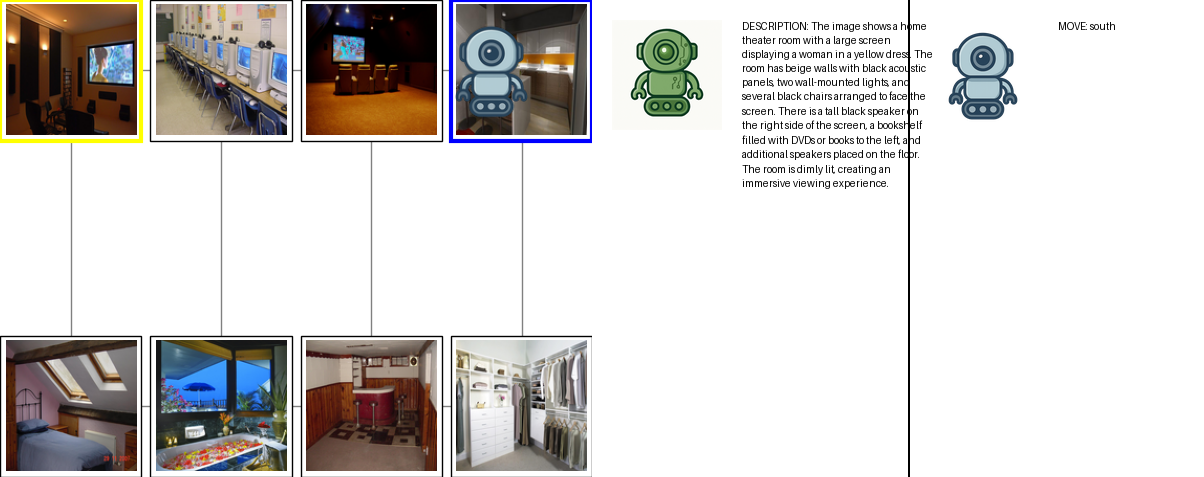 DESCRIPTION: The image shows a home
theater room with a large screen
displaying a woman in a yellow dress. The
room has beige walls with black acoustic
panels, two wall-mounted lights, and
several black chairs arranged to face the
screen. There is a tall black speaker on
the right side of the screen, a bookshelf
filled with DVDs or books to the left, and
additional speakers placed on the floor.
The room is dimly lit, creating an
immersive viewing experience.
MOVE: south